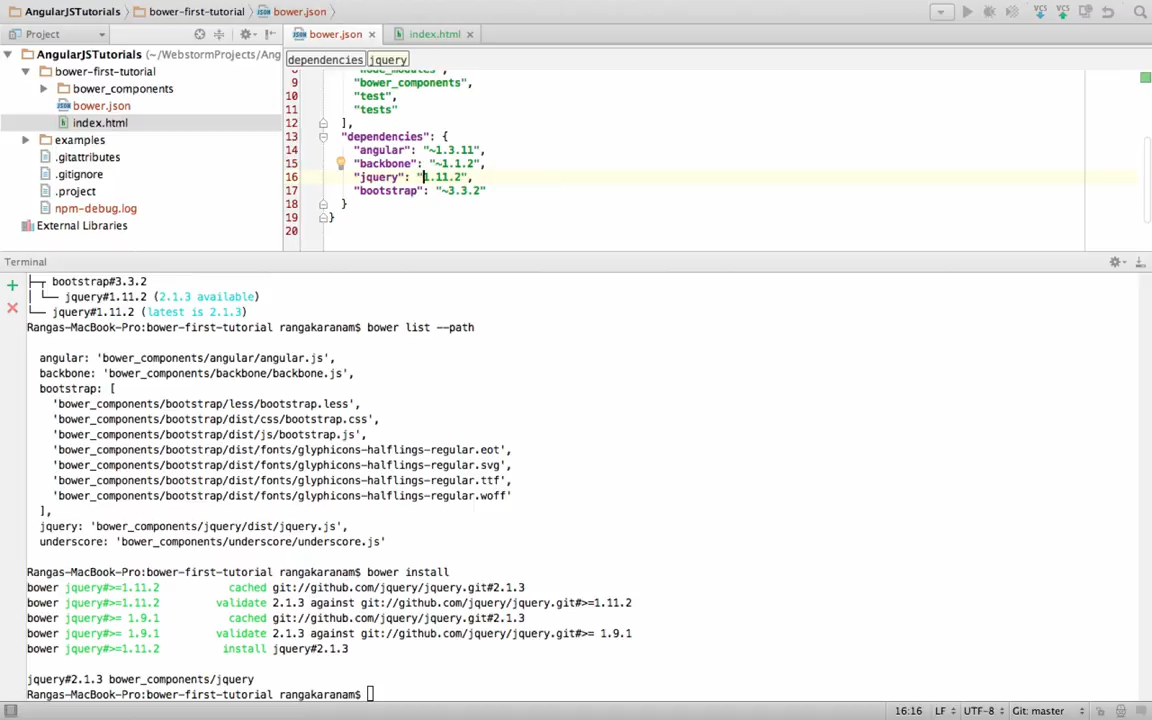 AngularJSTutorials bower-first-tutorial bower.json
Project
bower.json index.html
AngularJSTutorials (~/WebstormProjects/Ang
bower-first-tutorial
bower_components
bower.json
index.html
examples
.gitattributes
.gitignore
.project
npm-debug.log
External Libraries
dependencies jquery
8 "node_modules",
9 "bower_components",
10 "test",
11 "tests"
12 ],
13 "dependencies": {
14 "angular": "~1.3.11",
15 "backbone": "~1.1.2",
16 "jquery": "1.11.2",
17 "bootstrap": "~3.3.2"
18 }
19 }
20
VCS VCS
Terminal
├─┬ bootstrap#3.3.2
│ └── jquery#1.11.2 (2.1.3 available)
└── jquery#1.11.2 (latest is 2.1.3)
Rangas-MacBook-Pro:bower-first-tutorial rangakaranam$ bower list --path
angular: 'bower_components/angular/angular.js',
backbone: 'bower_components/backbone/backbone.js',
bootstrap: [
'bower_components/bootstrap/less/bootstrap.less',
'bower_components/bootstrap/dist/css/bootstrap.css',
'bower_components/bootstrap/dist/js/bootstrap.js',
'bower_components/bootstrap/dist/fonts/glyphicons-halflings-regular.eot',
'bower_components/bootstrap/dist/fonts/glyphicons-halflings-regular.svg',
'bower_components/bootstrap/dist/fonts/glyphicons-halflings-regular.ttf',
'bower_components/bootstrap/dist/fonts/glyphicons-halflings-regular.woff'
],
jquery: 'bower_components/jquery/dist/jquery.js',
underscore: 'bower_components/underscore/underscore.js'
Rangas-MacBook-Pro:bower-first-tutorial rangakaranam$ bower install
bower jquery#>=1.11.2 cached git://github.com/jquery/jquery.git#2.1.3
bower jquery#>=1.11.2 validate 2.1.3 against git://github.com/jquery/jquery.git#>=1.11.2
bower jquery#>= 1.9.1 cached git://github.com/jquery/jquery.git#2.1.3
bower jquery#>= 1.9.1 validate 2.1.3 against git://github.com/jquery/jquery.git#>= 1.9.1
bower jquery#>=1.11.2 install jquery#2.1.3
jquery#2.1.3 bower_components/jquery
Rangas-MacBook-Pro:bower-first-tutorial rangakaranam$
16:16 LF UTF-8 Git: master